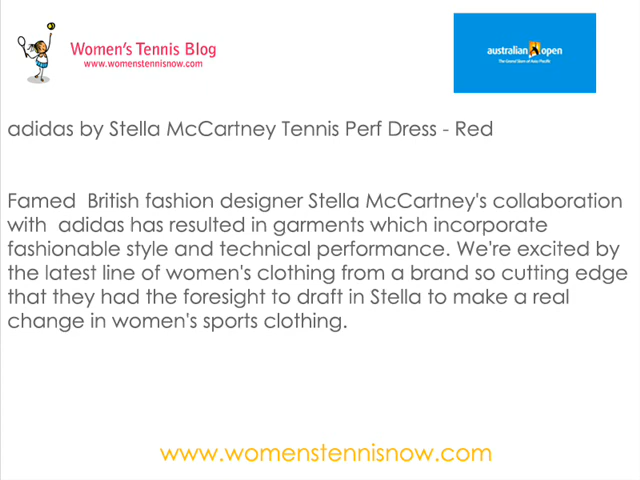 Women's Tennis Blog
www.womenstennisnow.com
australian open
The Grand Slam of Asia Pacific
adidas by Stella McCartney Tennis Perf Dress - Red
Famed  British fashion designer Stella McCartney's collaboration
with  adidas has resulted in garments which incorporate
fashionable style and technical performance. We're excited by
the latest line of women's clothing from a brand so cutting edge
that they had the foresight to draft in Stella to make a real
change in women's sports clothing.
www.womenstennisnow.com